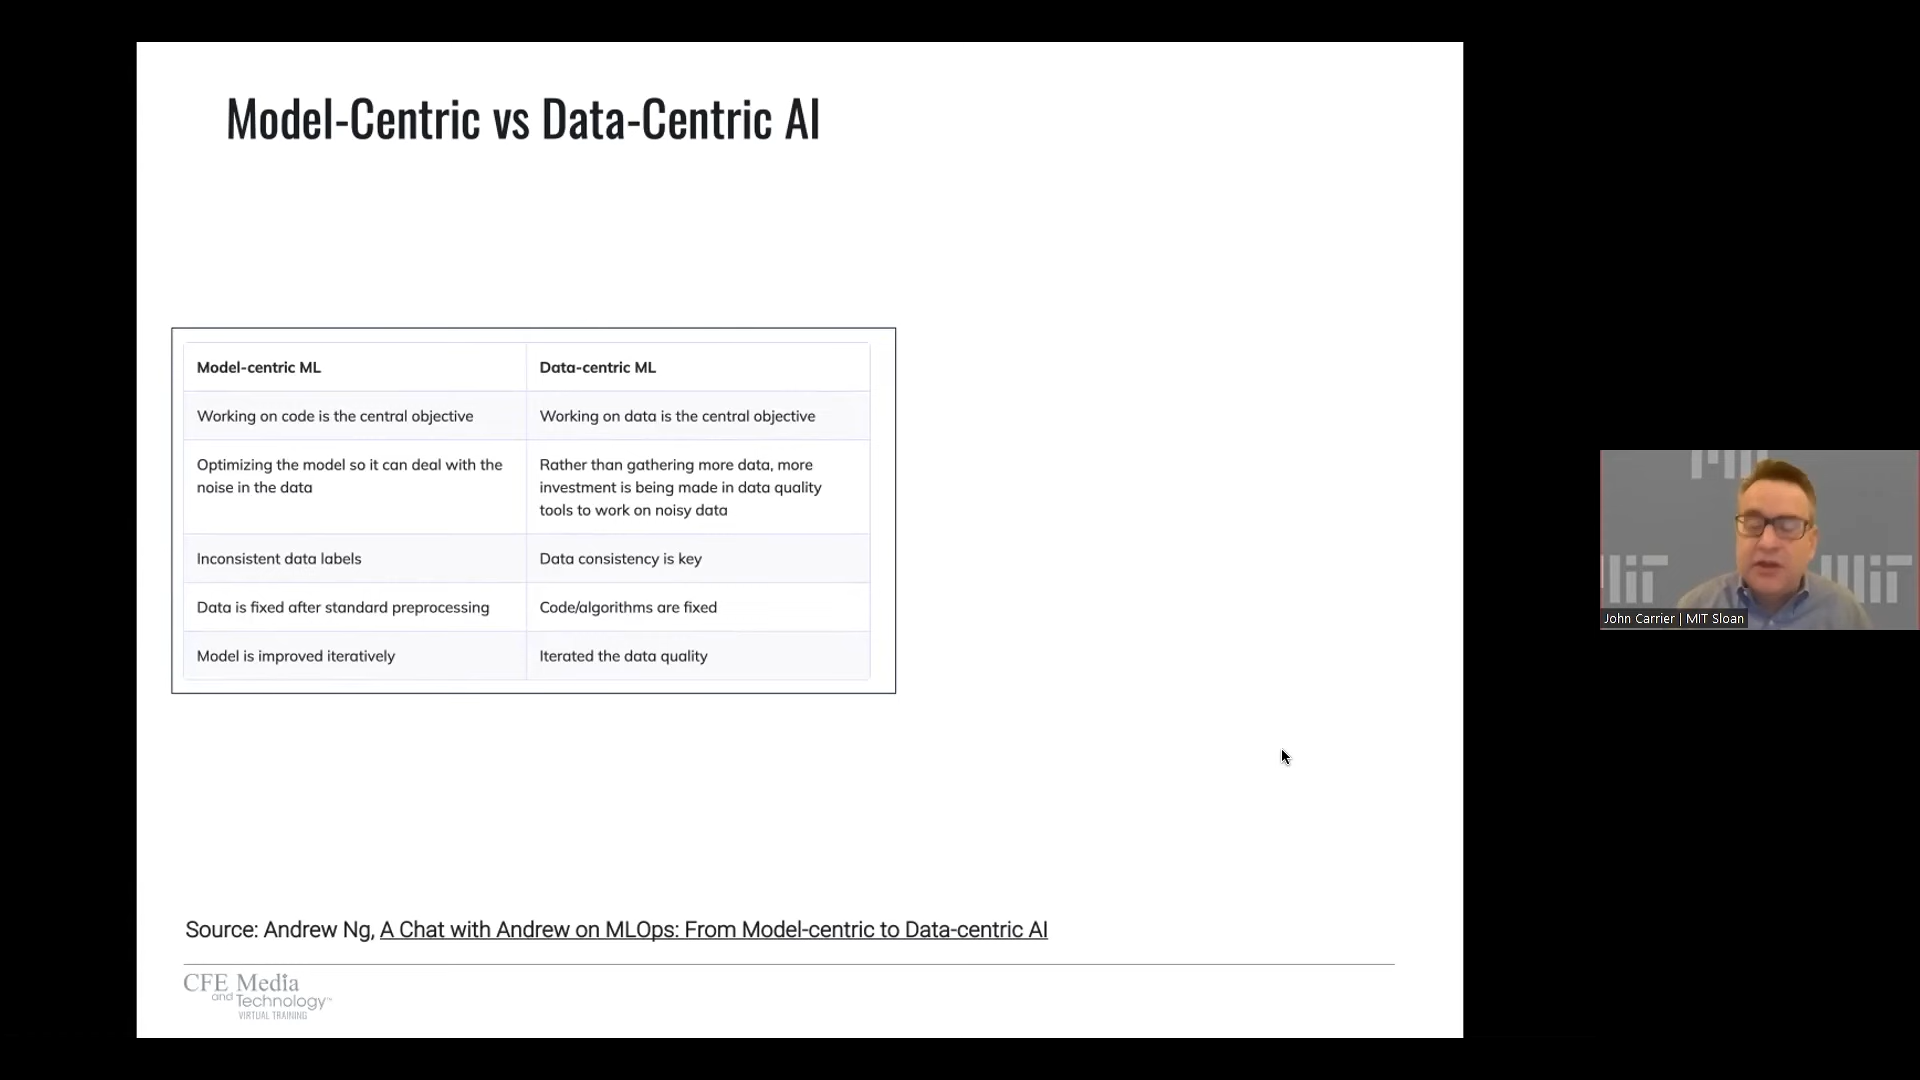 Model-Centric vs Data-Centric AI
Model-centric ML
Data-centric ML
Working on code is the central objective
Working on data is the central objective
Optimizing the model so it can deal with the
noise in the data
Rather than gathering more data, more
investment is being made in data quality
tools to work on noisy data
Inconsistent data labels
Data consistency is key
Data is fixed after standard preprocessing
Code/algorithms are fixed
Model is improved iteratively
Iterated the data quality
Source: Andrew Ng, A Chat with Andrew on MLOps: From Model-centric to Data-centric AI
CFE Media
and Technology™
VIRTUAL TRAINING
MIT
MIT
MIT
John Carrier | MIT Sloan